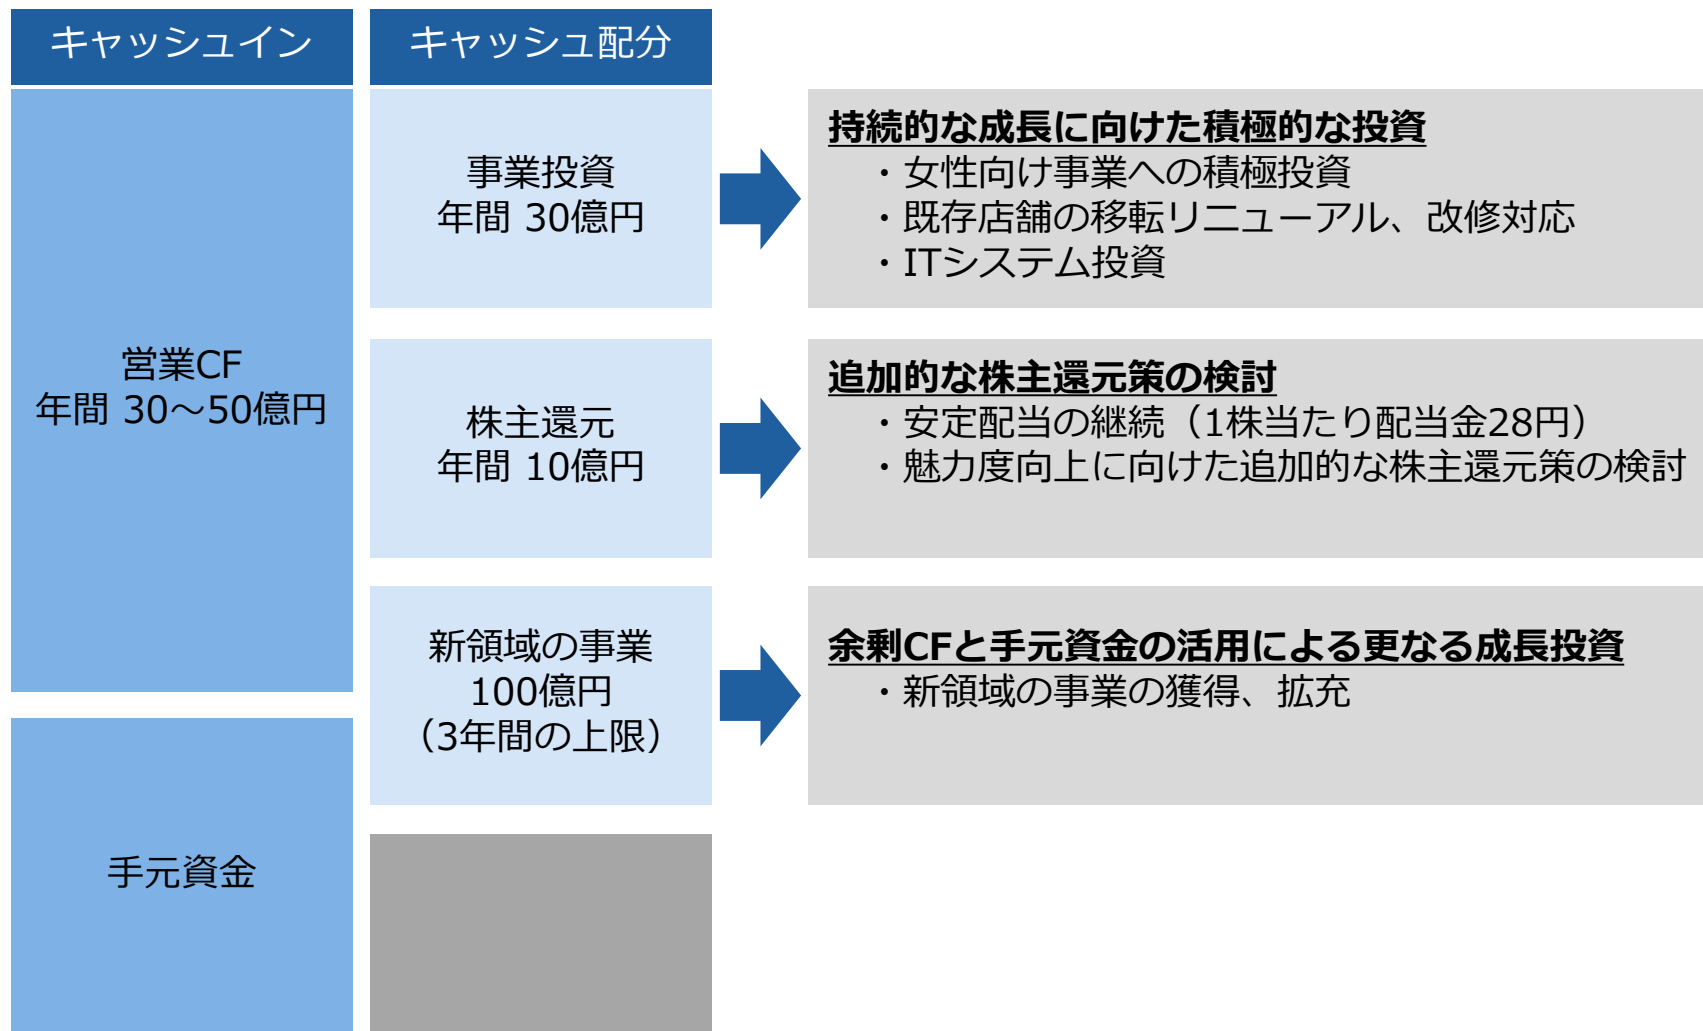 キャッシュイン
キャッシュ配分
営業CF
年間 30～50億円
手元資金
事業投資
年間 30億円
持続的な成長に向けた積極的な投資
・女性向け事業への積極投資
・既存店舗の移転リニューアル、改修対応
・ITシステム投資
株主還元
年間 10億円
追加的な株主還元策の検討
・安定配当の継続（1株当たり配当金28円）
・魅力度向上に向けた追加的な株主還元策の検討
新領域の事業
100億円
（3年間の上限）
余剰CFと手元資金の活用による更なる成長投資
・新領域の事業の獲得、拡充